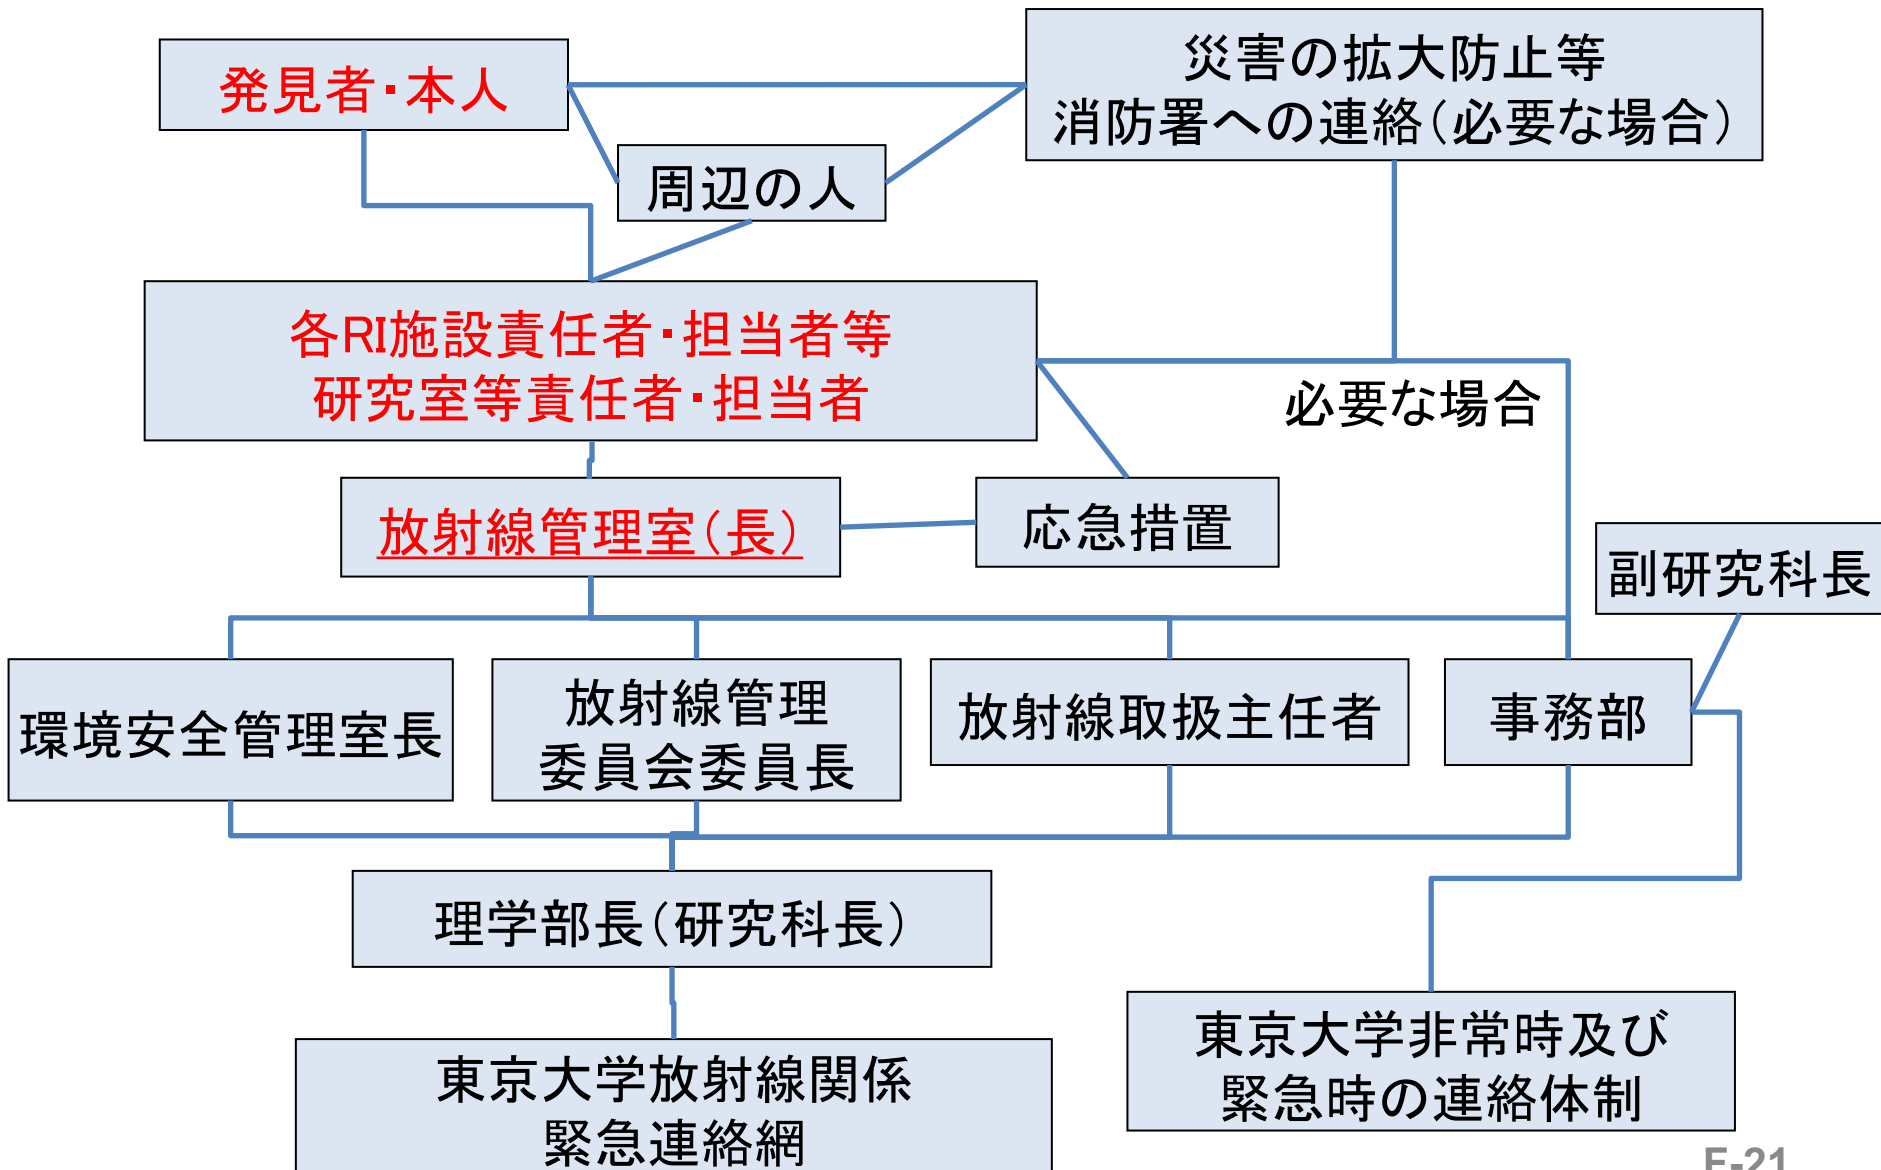 発見者・本人
災害の拡大防止等
消防署への連絡（必要な場合）
周辺の人
各RI施設責任者・担当者等
研究室等責任者・担当者
必要な場合
放射線管理室（長）
応急措置
副研究科長
環境安全管理室長
放射線管理
委員会委員長
放射線取扱主任者
事務部
理学部長（研究科長）
東京大学非常時及び
緊急時の連絡体制
東京大学放射線関係
緊急連絡網
F-21